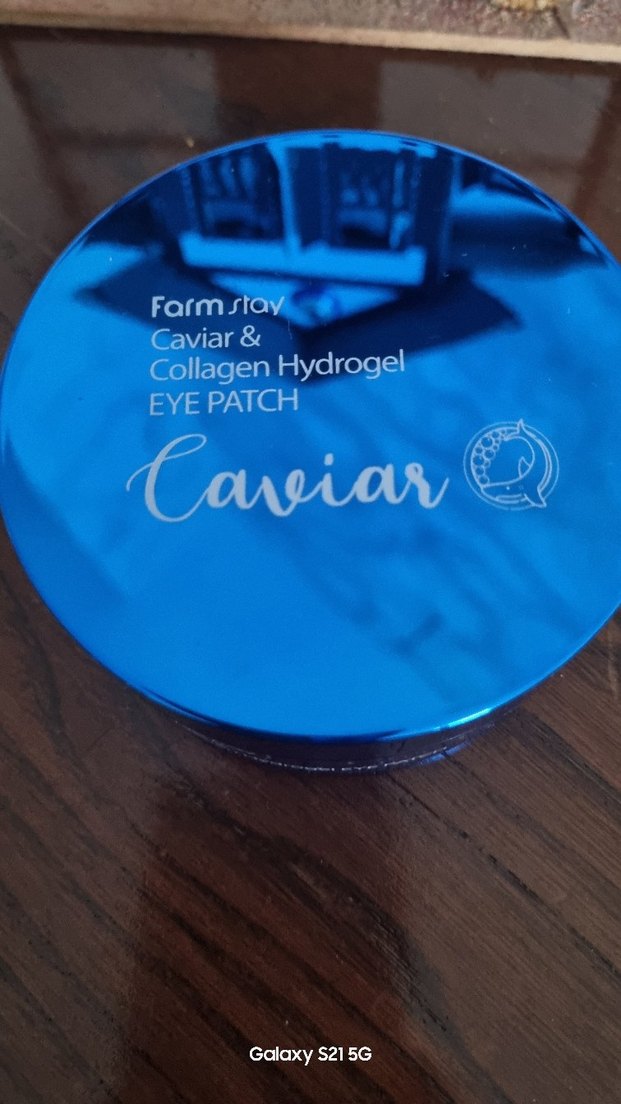 Farm stay
Caviar &
Collagen Hydrogel
EYE PATCH
Caviar
Galaxy S21 5G